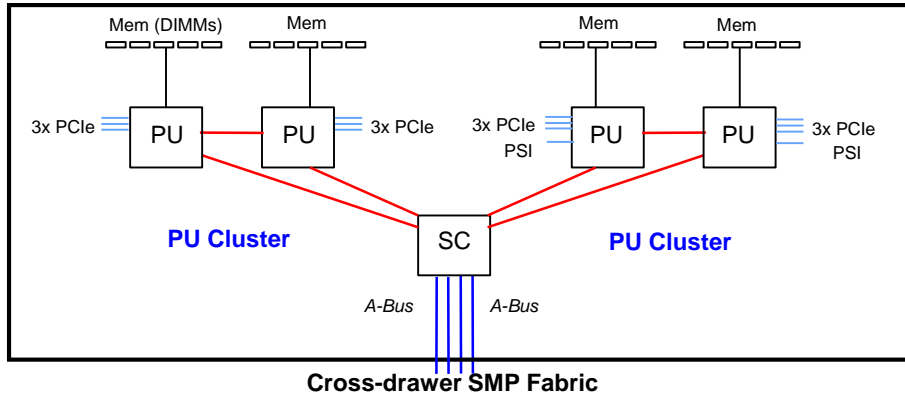 Mem (DIMMs)
Mem
Mem
Mem
3x PCIe
PU
PU
3x PCIe
3x PCIe
PSI
PU
PU
3x PCIe
PSI
PU Cluster
SC
PU Cluster
A-Bus
A-Bus
Cross-drawer SMP Fabric